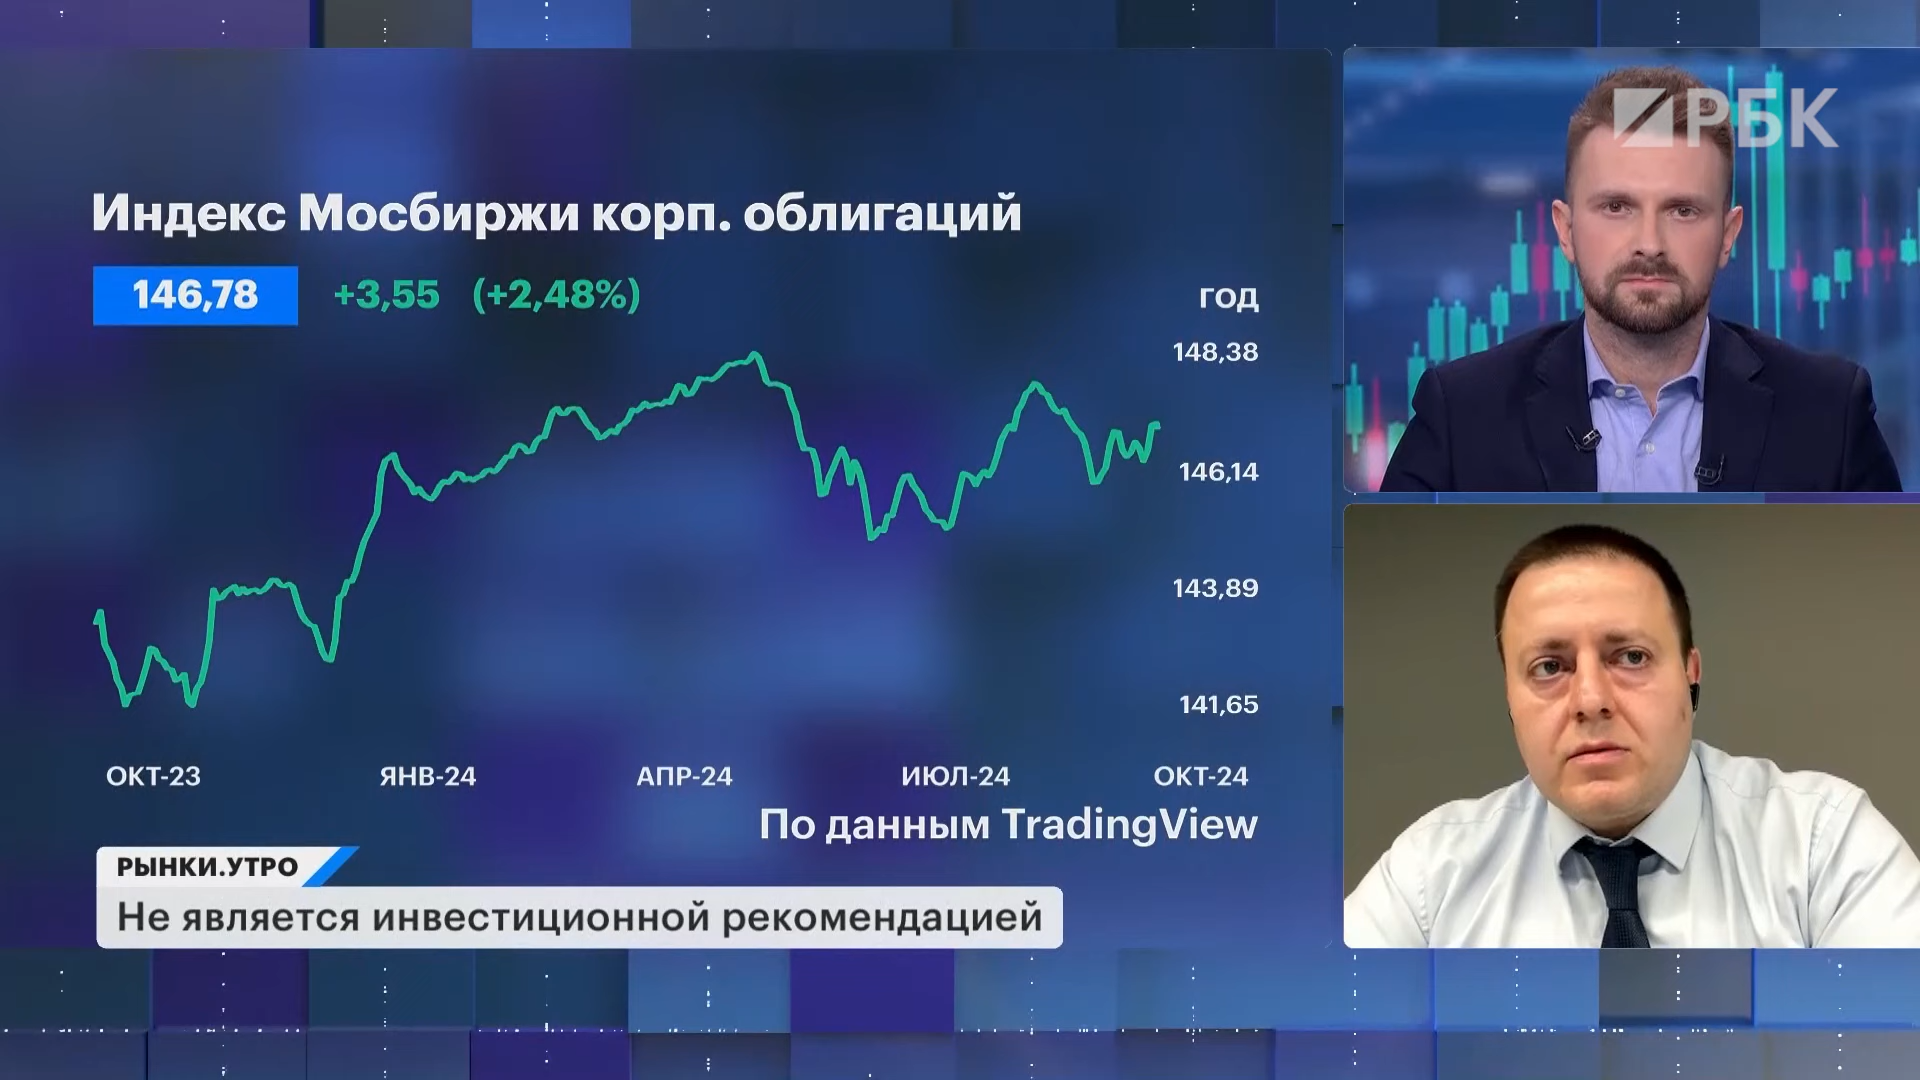 РБК
Индекс Мосбиржи корп. облигаций
146,78 +3,55 (+2,48%)
ГОД
148,38
146,14
143,89
141,65
ОКТ-23 ЯНВ-24 АПР-24 ИЮЛ-24 ОКТ-24
По данным TradingView
РЫНКИ.УТРО
Не является инвестиционной рекомендацией